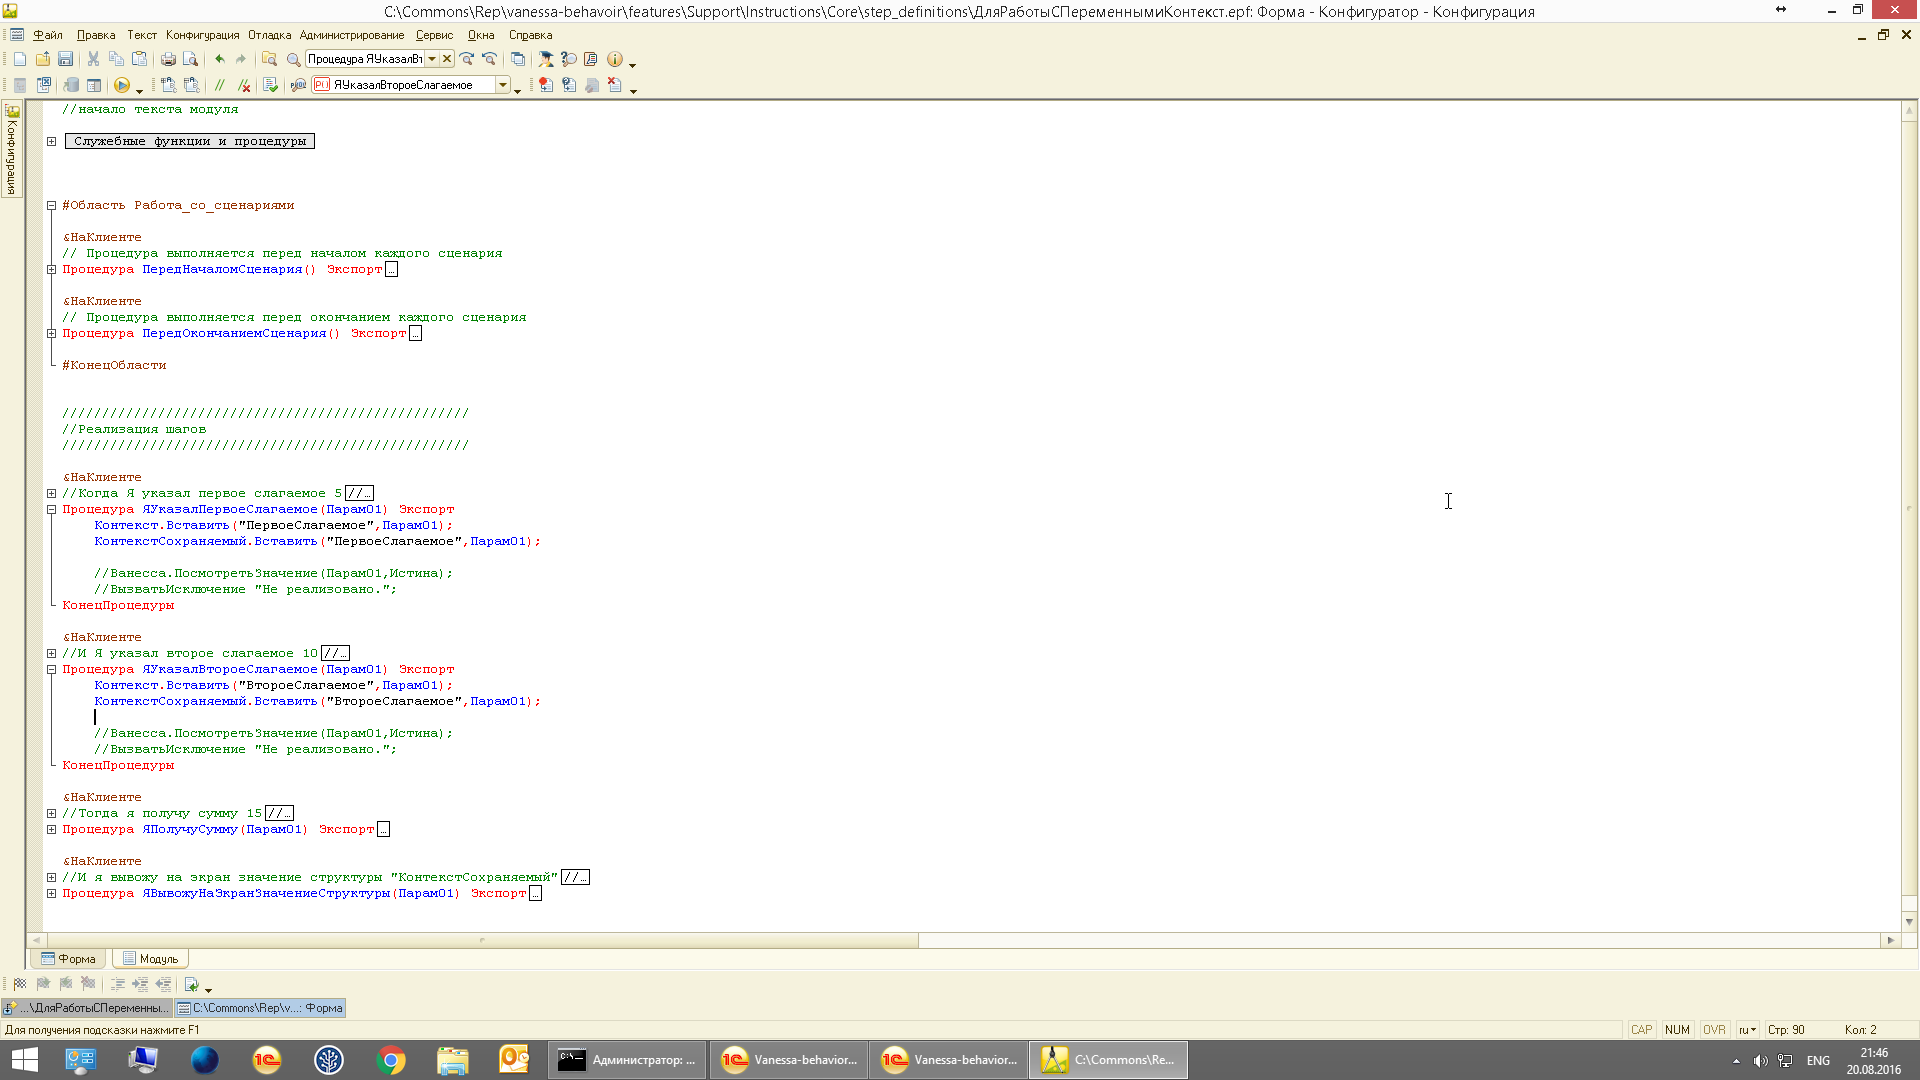 C:\Commons\Rep\vanessa-behavoir\features\Support\Instructions\Core\step_definitions\ДляРаботыСПеременнымиКонтекст.epf: Форма - Конфигуратор - Конфигурация
Файл Правка Текст Конфигурация Отладка Администрирование Сервис Окна Справка
Процедура ЯУказалВт
ЯУказалВтороеСлагаемое
Конфигурация
//начало текста модуля
Служебные функции и процедуры
#Область Работа_со_сценариями
&НаКлиенте
// Процедура выполняется перед началом каждого сценария
Процедура ПередНачаломСценария() Экспорт...
&НаКлиенте
// Процедура выполняется перед окончанием каждого сценария
Процедура ПередОкончаниемСценария() Экспорт...
#КонецОбласти
///////////////////////////////////////////////////
//Реализация шагов
///////////////////////////////////////////////////
&НаКлиенте
//Когда Я указал первое слагаемое 5 //...
Процедура ЯУказалПервоеСлагаемое(Парам01) Экспорт
Контекст.Вставить("ПервоеСлагаемое",Парам01);
КонтекстСохраняемый.Вставить("ПервоеСлагаемое",Парам01);
//Ванесса.ПосмотретьЗначение(Парам01,Истина);
//ВызватьИсключение "Не реализовано.";
КонецПроцедуры
&НаКлиенте
//И Я указал второе слагаемое 10 //...
Процедура ЯУказалВтороеСлагаемое(Парам01) Экспорт
Контекст.Вставить("ВтороеСлагаемое",Парам01);
КонтекстСохраняемый.Вставить("ВтороеСлагаемое",Парам01);
//Ванесса.ПосмотретьЗначение(Парам01,Истина);
//ВызватьИсключение "Не реализовано.";
КонецПроцедуры
&НаКлиенте
//Тогда я получу сумму 15 //...
Процедура ЯПолучуСумму(Парам01) Экспорт...
&НаКлиенте
//И я вывожу на экран значение структуры "КонтекстСохраняемый" //...
Процедура ЯВывожуНаЭкранЗначениеСтруктуры(Парам01) Экспорт...
Форма Модуль
...\ДляРаботыСПеременны... C:\Commons\Rep\v...: Форма
Для получения подсказки нажмите F1 CAP NUM OVR ru Стр: 90 Кол: 2
Администратор: ... Vanessa-behavior... Vanessa-behavior... C:\Commons\Re... ENG 21:46
20.08.2016